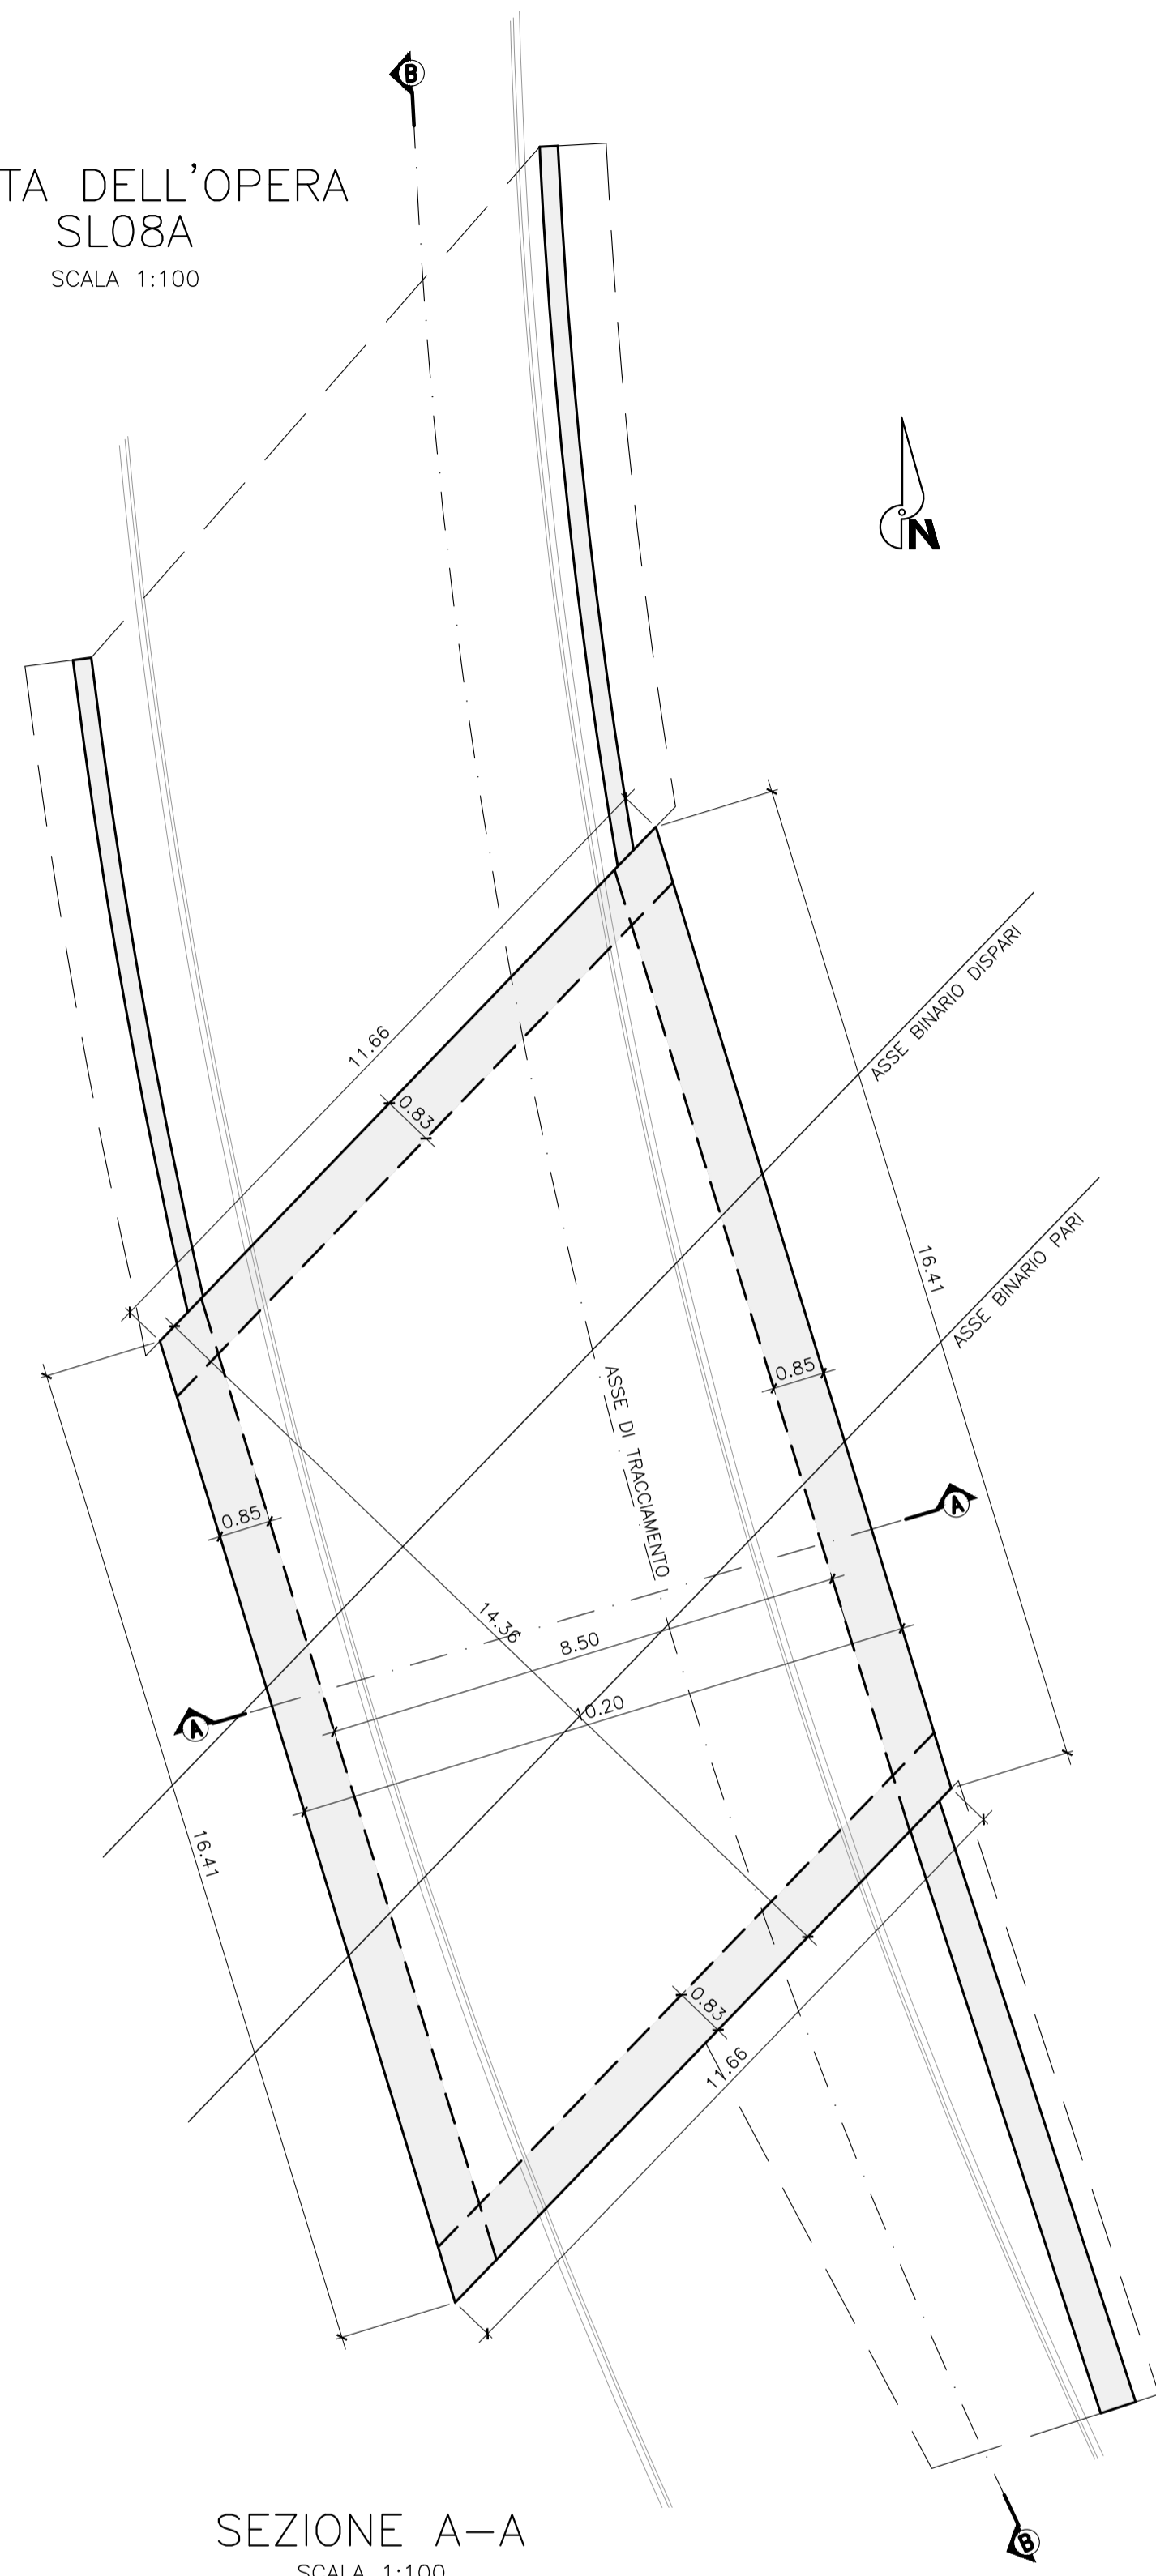 TA DELL'OPERA
SL08A
SCALA 1:100
B
N
11.66
0.83
ASSE BINARIO DISPARI
16.41
ASSE BINARIO PARI
0.85
ASSE DI TRACCIAMENTO
A
0.85
14.36
8.50
10.20
A
16.41
0.83
11.66
B
SEZIONE A-A
SCALA 1:100